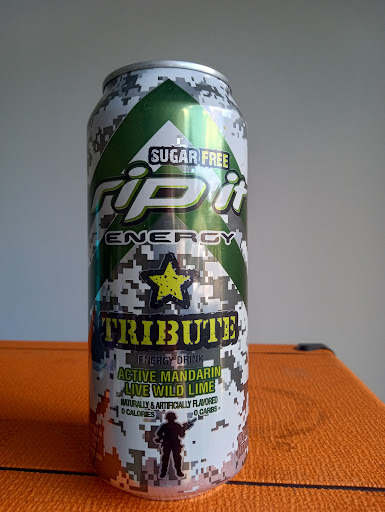 SUGAR FREE
rip it
ENERGY
TRIBUTE
ENERGY DRINK
ACTIVE MANDARIN
LIVE WILD LIME
NATURALLY & ARTIFICIALLY FLAVORED
0 CALORIES 0 CARBS